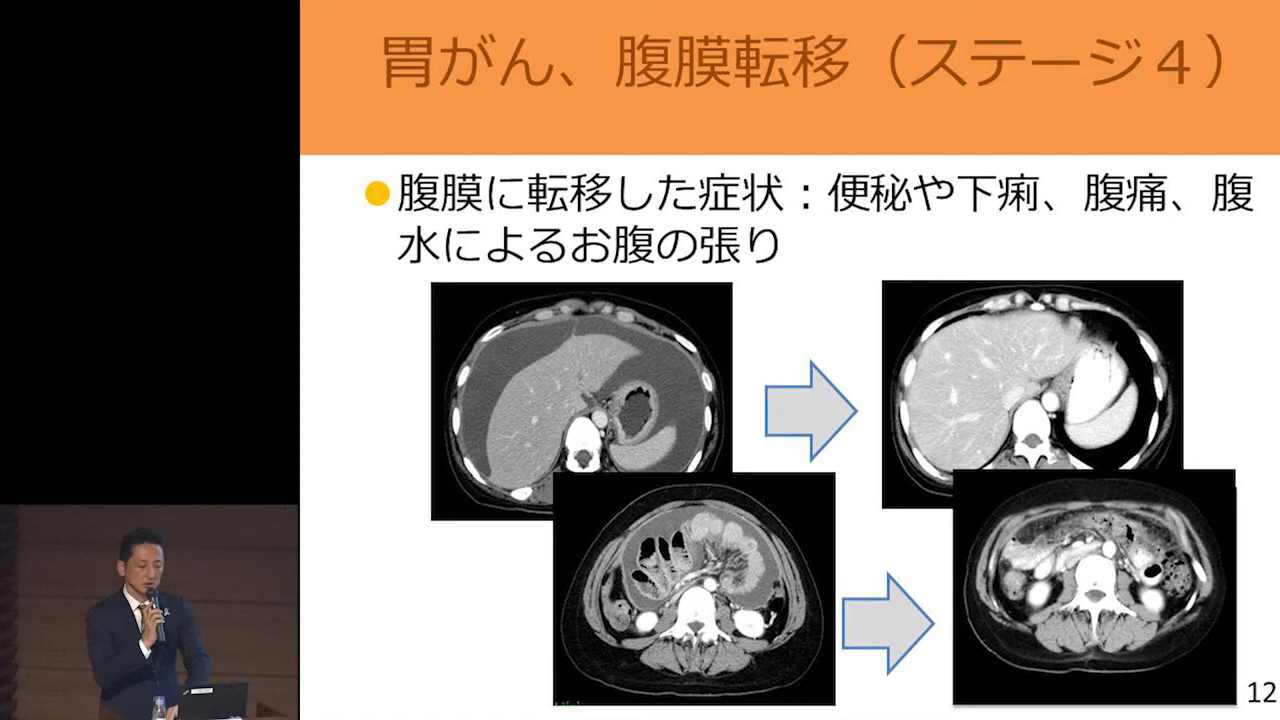 胃がん、腹膜転移（ステージ４）
●腹膜に転移した症状：便秘や下痢、腹痛、腹
水によるお腹の張り
12